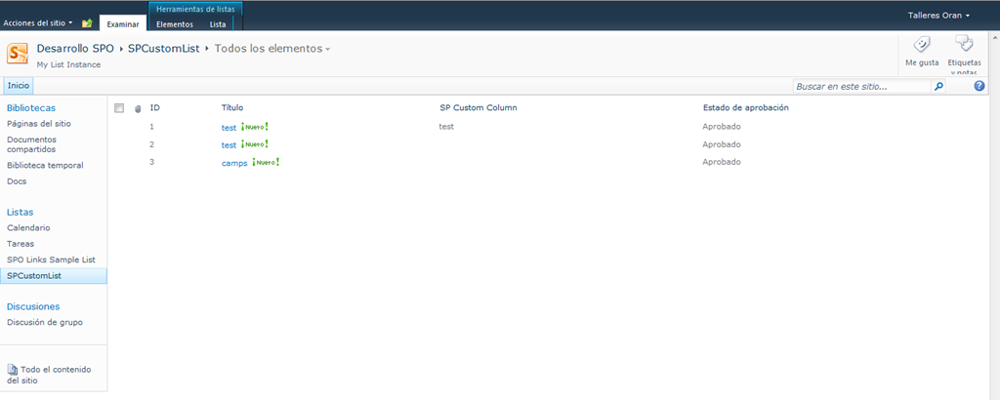 Herramientas de listas
Acciones del sitio
Examinar
Elementos
Lista
Talleres Oran
S
Desarrollo SPO
SPCustomList
Todos los elementos
My List Instance
Me gusta
Etiquetas
y notas
Inicio
Buscar en este sitio...
?
Bibliotecas
Páginas del sitio
Documentos
compartidos
Biblioteca temporal
Docs
Listas
Calendario
Tareas
SPO Links Sample List
SPCustomList
Discusiones
Discusión de grupo
Todo el contenido
del sitio
ID Título SP Custom Column Estado de aprobación
1 test ¡Nuevo! test Aprobado
2 test ¡Nuevo! Aprobado
3 camps ¡Nuevo! Aprobado